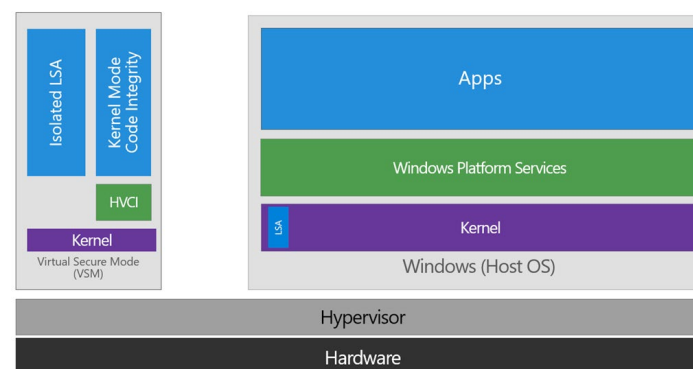 Isolated LSA
Kernel Mode
Code Integrity
HVCI
Kernel
Virtual Secure Mode
(VSM)
Apps
Windows Platform Services
LSA
Kernel
Windows (Host OS)
Hypervisor
Hardware